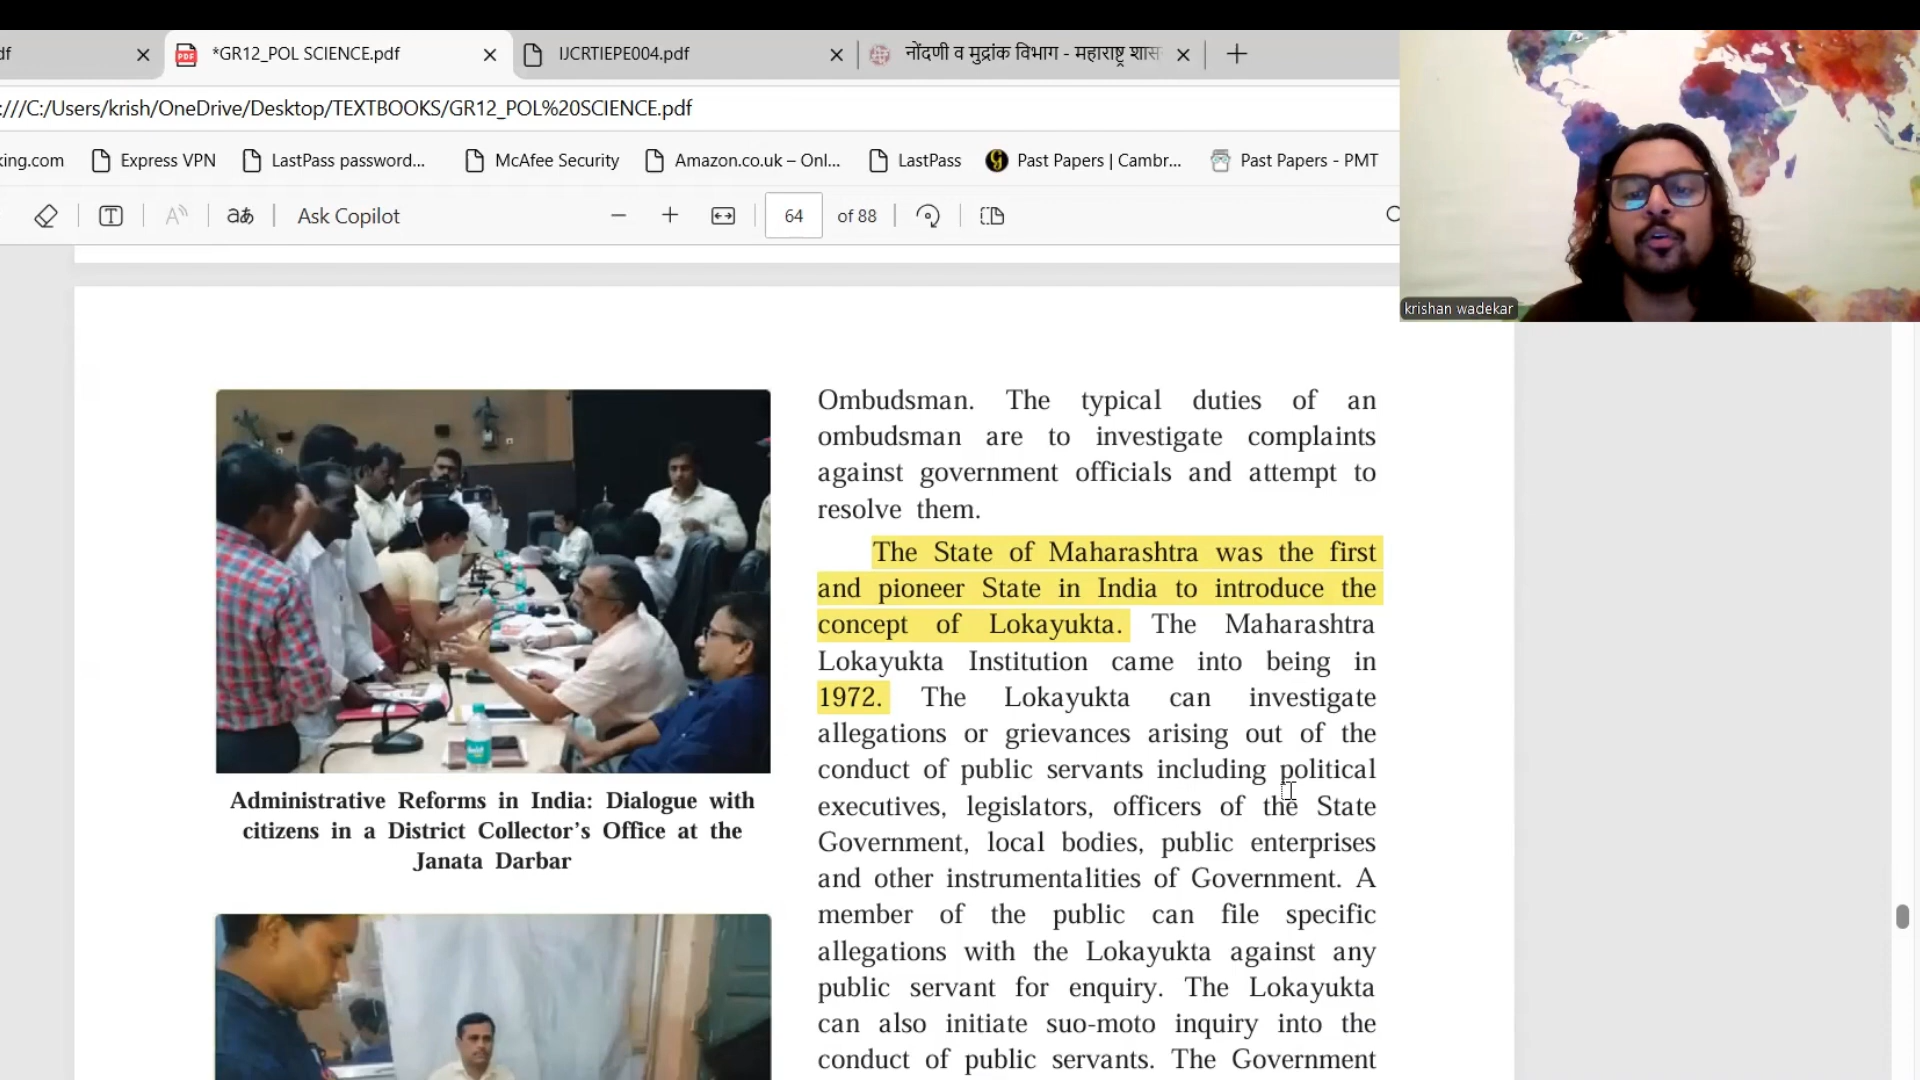 df
*GR12_POL SCIENCE.pdf
IJCRTIEPE004.pdf
नोंदणी व मुद्रांक विभाग - महाराष्ट्र शास
:///C:/Users/krish/OneDrive/Desktop/TEXTBOOKS/GR12_POL%20SCIENCE.pdf
king.com
Express VPN
LastPass password...
McAfee Security
Amazon.co.uk – Onl...
LastPass
Past Papers | Cambr...
Past Papers - PMT
Ask Copilot
64 of 88
krishan wadekar
Administrative Reforms in India: Dialogue with
citizens in a District Collector's Office at the
Janata Darbar
Ombudsman. The typical duties of an
ombudsman are to investigate complaints
against government officials and attempt to
resolve them.
The State of Maharashtra was the first
and pioneer State in India to introduce the
concept of Lokayukta. The Maharashtra
Lokayukta Institution came into being in
1972. The Lokayukta can investigate
allegations or grievances arising out of the
conduct of public servants including political
executives, legislators, officers of the State
Government, local bodies, public enterprises
and other instrumentalities of Government. A
member of the public can file specific
allegations with the Lokayukta against any
public servant for enquiry. The Lokayukta
can also initiate suo-moto inquiry into the
conduct of public servants. The Government